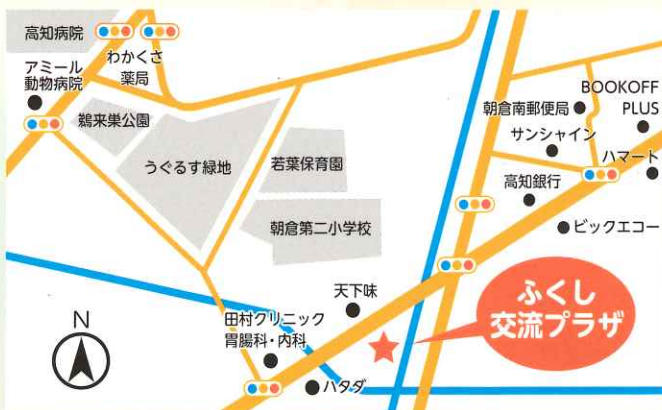 高知病院
わかくさ
薬局
アミール
動物病院
鵜来巣公園
うぐるす緑地
若葉保育園
朝倉第二小学校
BOOKOFF
PLUS
朝倉南郵便局
サンシャイン
ハマート
高知銀行
ビックエコー
天下味
田村クリニック
胃腸科・内科
ハタダ
ふくし
交流プラザ
N